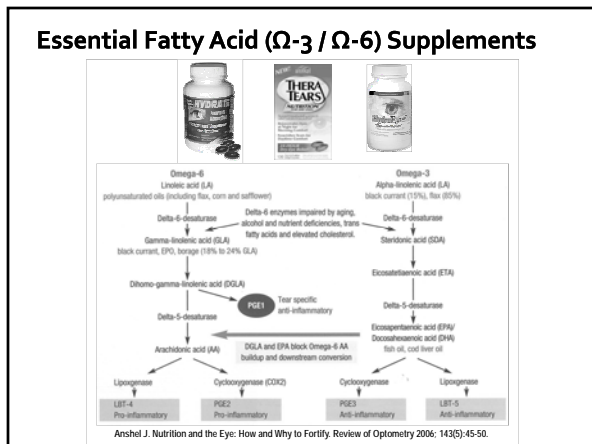 Essential Fatty Acid (Ω-3 / Ω-6) Supplements
HYDRATE
NEW!
THERA
TEARS
NUTRITION
Omega-6
Linoleic acid (LA)
polyunsaturated oils (including flax, corn and safflower)
Omega-3
Alpha-linolenic acid (LA)
black currant (15%), flax (85%)
Delta-6-desaturase
Delta-6 enzymes impaired by aging,
alcohol and nutrient deficiencies, trans
fatty acids and elevated cholesterol.
Delta-6-desaturase
Gamma-linolenic acid (GLA)
black currant, EPO, borage (18% to 24% GLA)
Steridonic acid (SDA)
Eicosatetiaenoic acid (ETA)
Dihomo-gamma-linolenic acid (DGLA)
PGE1
Tear specific
anti-inflammatory
Delta-5-desaturase
Delta-5-desaturase
Eicosapentaenoic acid (EPA)/
Docosahexaenoic acid (DHA)
fish oil, cod liver oil
DGLA and EPA block Omega-6 AA
buildup and downstream conversion
Arachidonic acid (AA)
Lipoxgenase
Cyclooxygenase (COX2)
Cyclooxygenase
Lipoxgenase
LBT-4
Pro-inflammatory
PGE2
Pro-inflammatory
PGE3
Anti-inflammatory
LBT-5
Anti-inflammatory
Anshel J. Nutrition and the Eye: How and Why to Fortify. Review of Optometry 2006; 143(5):45-50.